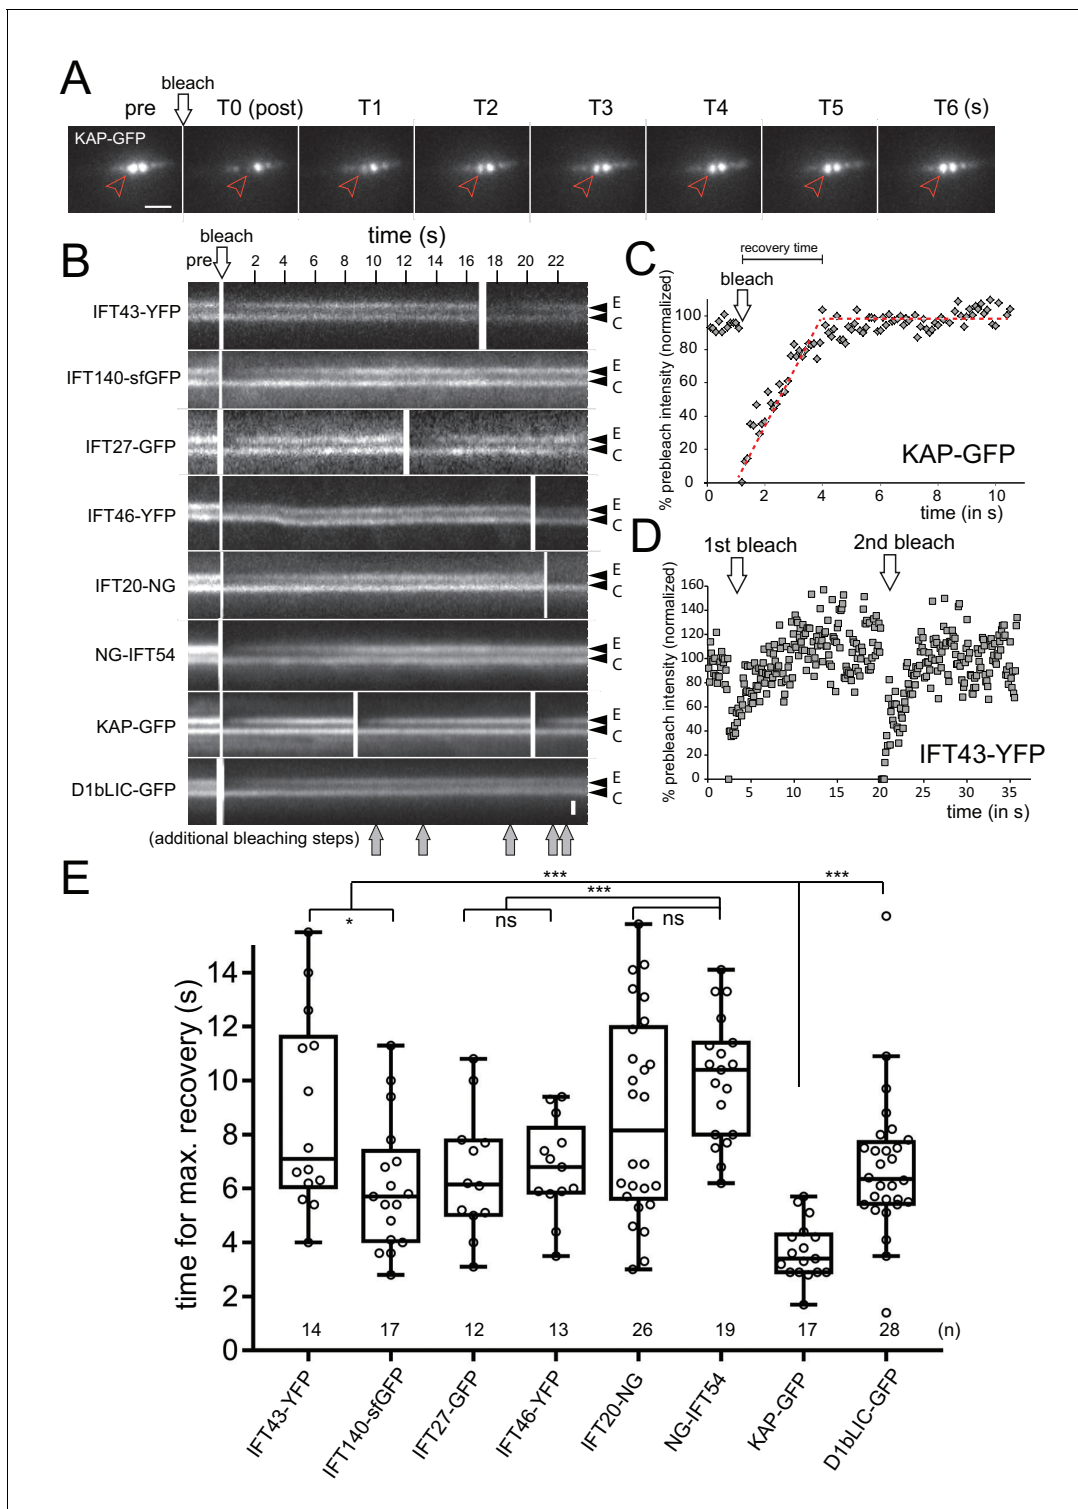 A
bleach
pre T0 (post) T1 T2 T3 T4 T5 T6 (s)
KAP-GFP
B
bleach
time (s)
pre 2 4 6 8 10 12 14 16 18 20 22
IFT43-YFP E C
IFT140-sfGFP E C
IFT27-GFP E C
IFT46-YFP E C
IFT20-NG E C
NG-IFT54 E C
KAP-GFP E C
D1bLIC-GFP E C
(additional bleaching steps)
C
recovery time
bleach
% prebleach intensity (normalized)
100
80
60
40
20
0
0 2 4 6 8 10
KAP-GFP
time (in s)
D
1st bleach 2nd bleach
% prebleach intensity (normalized)
160
140
120
100
80
60
40
20
0
0 5 10 15 20 25 30 35
IFT43-YFP
time (in s)
E
*** ***
***
* ns ns
time for max. recovery (s)
14
12
10
8
6
4
2
0
14 17 12 13 26 19 17 28 (n)
IFT43-YFP
IFT140-sfGFP
IFT27-GFP
IFT46-YFP
IFT20-NG
NG-IFT54
KAP-GFP
D1bLIC-GFP